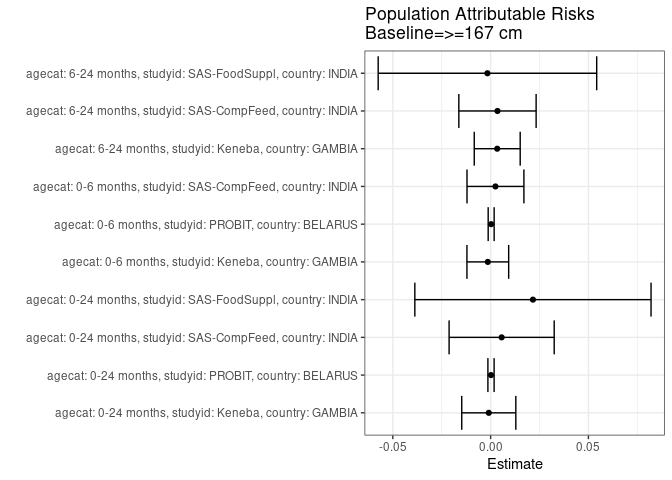 Population Attributable Risks
Baseline=>=167 cm
agecat: 6-24 months, studyid: SAS-FoodSuppl, country: INDIA
agecat: 6-24 months, studyid: SAS-CompFeed, country: INDIA
agecat: 6-24 months, studyid: Keneba, country: GAMBIA
agecat: 0-6 months, studyid: SAS-CompFeed, country: INDIA
agecat: 0-6 months, studyid: PROBIT, country: BELARUS
agecat: 0-6 months, studyid: Keneba, country: GAMBIA
agecat: 0-24 months, studyid: SAS-FoodSuppl, country: INDIA
agecat: 0-24 months, studyid: SAS-CompFeed, country: INDIA
agecat: 0-24 months, studyid: PROBIT, country: BELARUS
agecat: 0-24 months, studyid: Keneba, country: GAMBIA
-0.05 0.00 0.05
Estimate